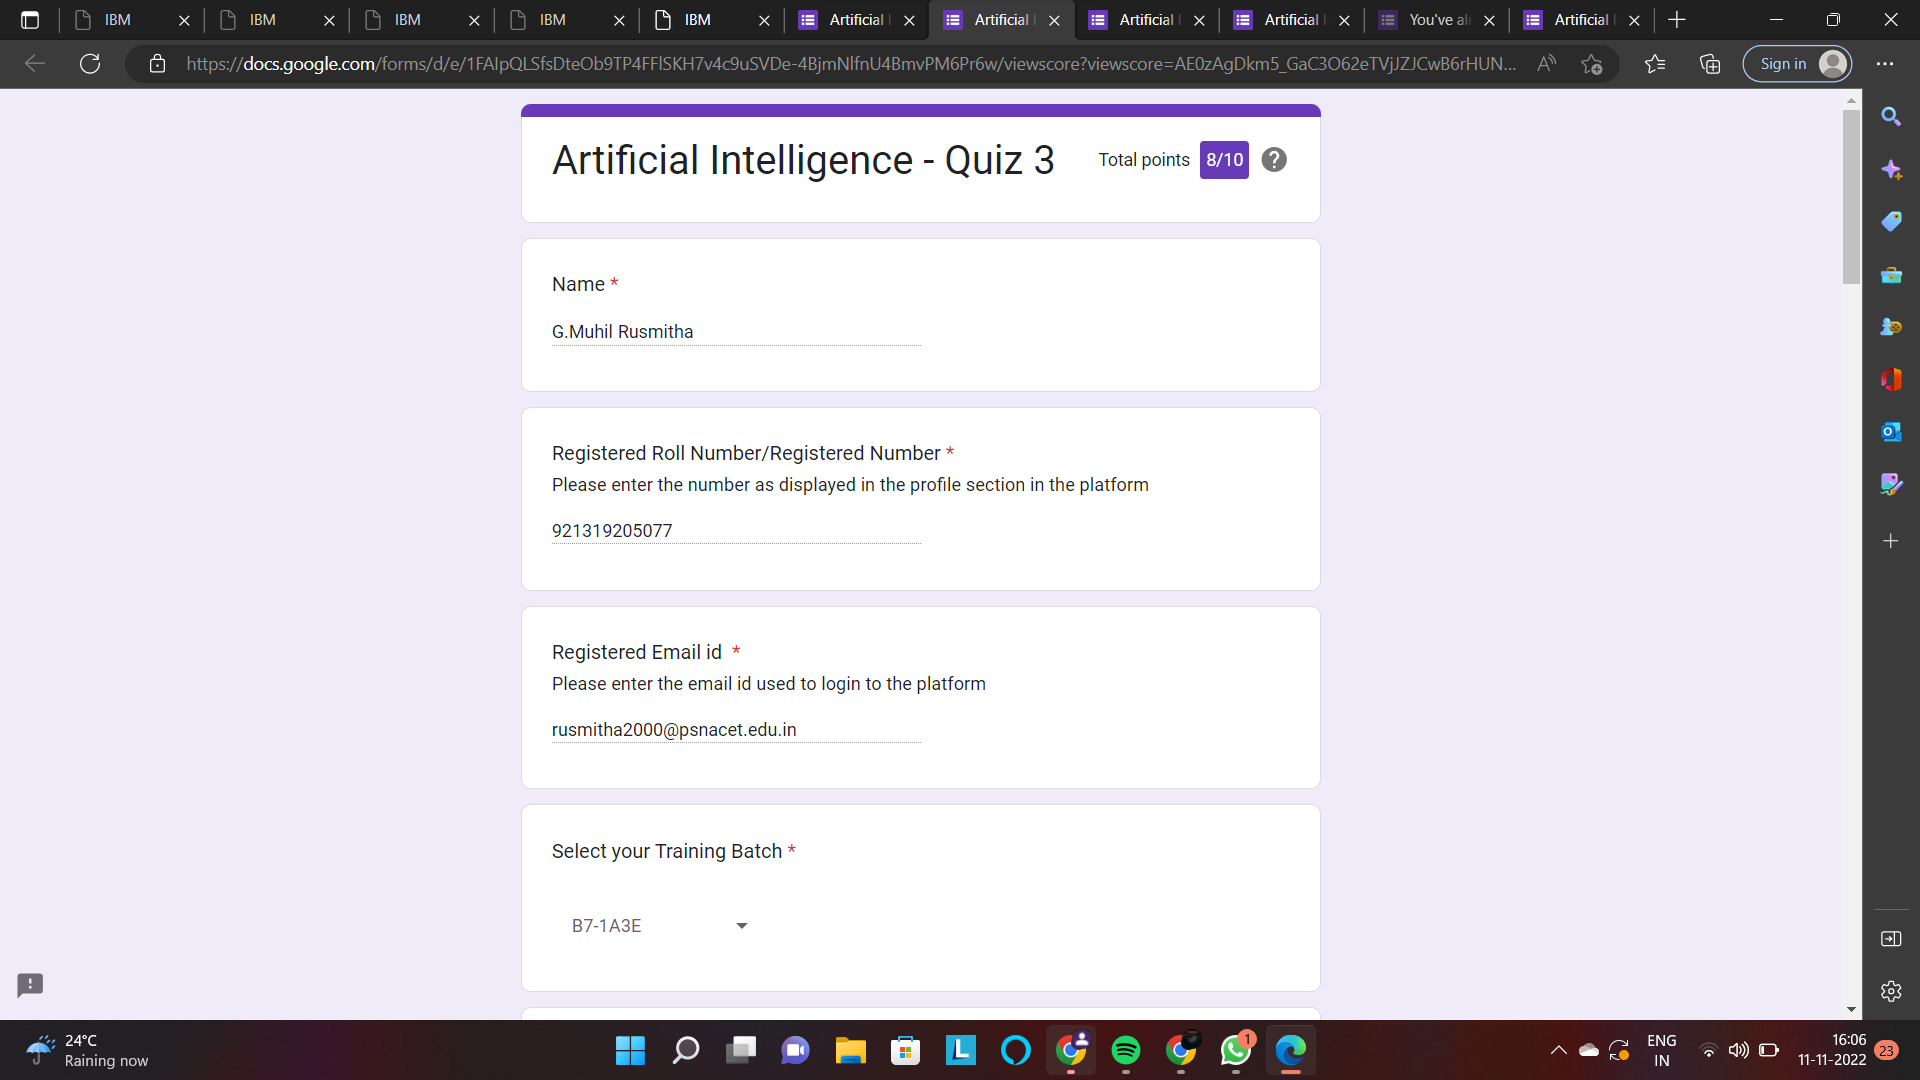 IBM
IBM
IBM
IBM
IBM
Artificial
Artificial
Artificial
Artificial
You've al
Artificial
https://docs.google.com/forms/d/e/1FAIpQLSfsDteOb9TP4FFlSKH7v4c9uSVDe-4BjmNlfnU4BmvPM6Pr6w/viewscore?viewscore=AE0zAgDkm5_GaC3O62eTVjJZJCwB6rHUN...
Sign in
Artificial Intelligence - Quiz 3
Total points 8/10
Name *
G.Muhil Rusmitha
Registered Roll Number/Registered Number *
Please enter the number as displayed in the profile section in the platform
921319205077
Registered Email id *
Please enter the email id used to login to the platform
rusmitha2000@psnacet.edu.in
Select your Training Batch *
B7-1A3E
24°C
Raining now
1
ENG
IN
16:06
11-11-2022
23